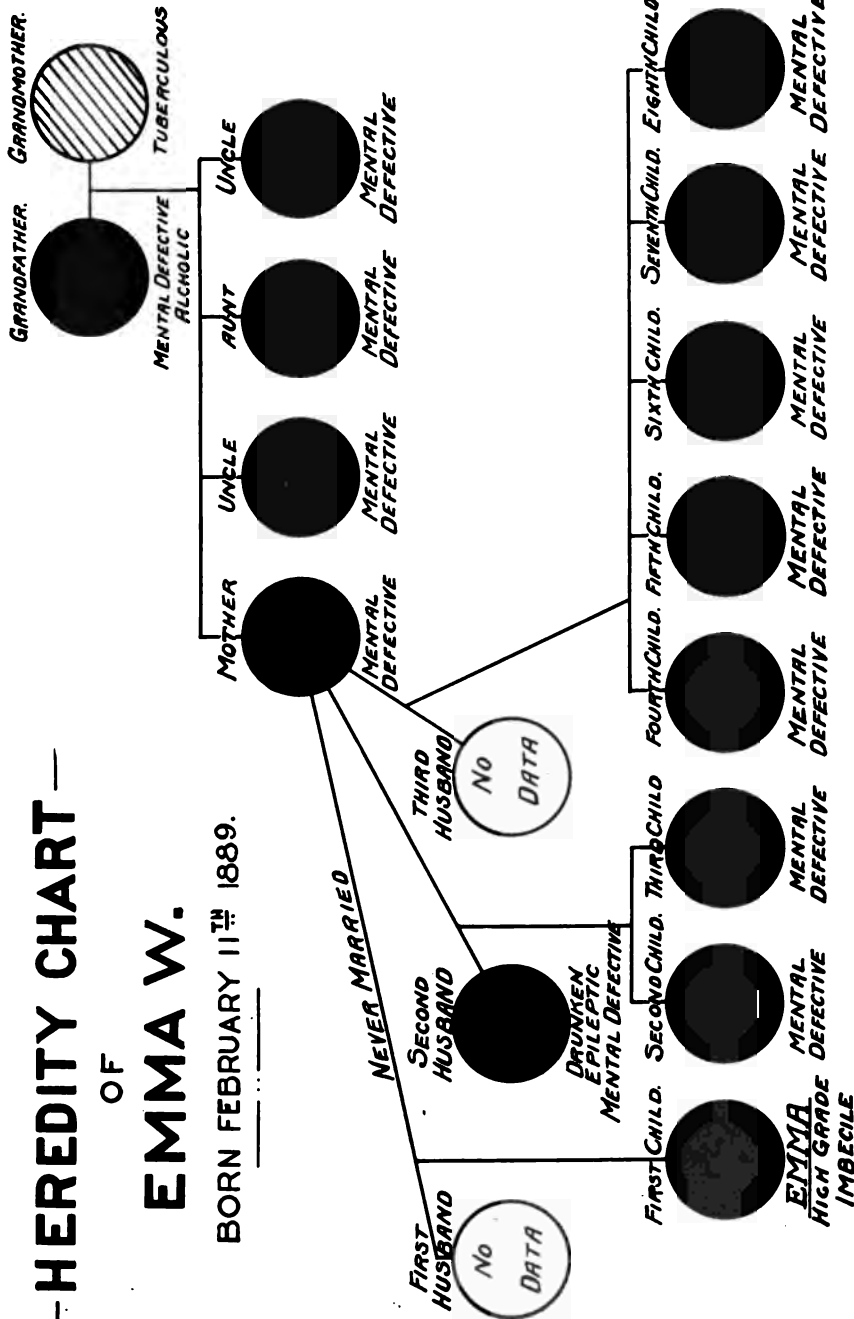 —HEREDITY CHART—
OF
EMMA W.
BORN FEBRUARY 11TH 1889.
GRANDFATHER.
GRANDMOTHER.
MENTAL DEFECTIVE
ALCHOLIC
TUBERCULOUS
MOTHER
UNCLE
AUNT
UNCLE
MENTAL
DEFECTIVE
MENTAL
DEFECTIVE
MENTAL
DEFECTIVE
MENTAL
DEFECTIVE
NEVER MARRIED
FIRST
HUSBAND
NO
DATA
SECOND
HUSBAND
DRUNKEN
EPILEPTIC
MENTAL DEFECTIVE
THIRD
HUSBAND
NO
DATA
FIRST CHILD.
SECOND CHILD.
THIRD CHILD
FOURTH CHILD.
FIFTH CHILD.
SIXTH CHILD.
SEVENTH CHILD.
EIGHTH CHILD
EMMA
HIGH GRADE
IMBECILE
MENTAL
DEFECTIVE
MENTAL
DEFECTIVE
MENTAL
DEFECTIVE
MENTAL
DEFECTIVE
MENTAL
DEFECTIVE
MENTAL
DEFECTIVE
MENTAL
DEFECTIVE